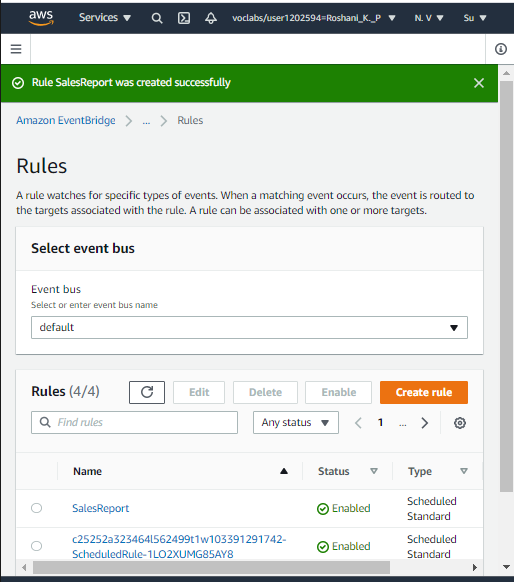 aws Services voclabs/user1202594=Roshani_K._P N. V Su
Rule SalesReport was created successfully
Amazon EventBridge ... Rules
Rules
A rule watches for specific types of events. When a matching event occurs, the event is routed to
the targets associated with the rule. A rule can be associated with one or more targets.
Select event bus
Event bus
Select or enter event bus name
default
Rules (4/4) Edit Delete Enable Create rule
Find rules Any status 1 ...
Name Status Type
SalesReport Enabled Scheduled
Standard
c25252a323464l562499t1w103391291742-
ScheduledRule-1LO2XUMG85AY8 Enabled Scheduled
Standard